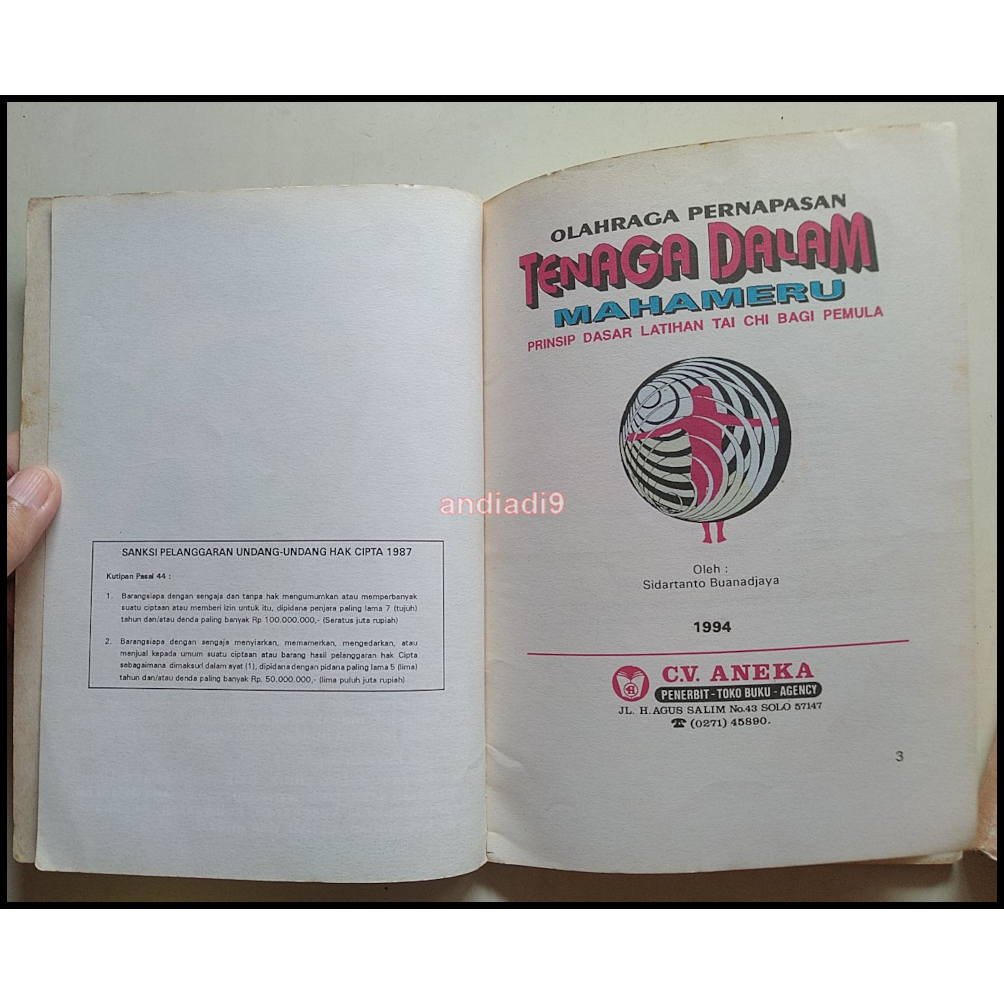 SANKSI PELANGGARAN UNDANG-UNDANG HAK CIPTA 1987
Kutipan Pasal 44 :
1. Barangsiapa dengan sengaja dan tanpa hak mengumumkan atau memperbanyak
suatu ciptaan atau memberi izin untuk itu, dipidana penjara paling lama 7 (tujuh)
tahun dan/atau denda paling banyak Rp 100.000.000,- (Seratus juta rupiah)
2. Barangsiapa dengan sengaja menyiarkan, memamerkan, mengedarkan, atau
menjual kepada umum suatu ciptaan atau barang hasil pelanggaran hak Cipta
sebagaimana dimaksud dalam ayat (1), dipidana dengan pidana paling lama 5 (lima)
tahun dan/atau denda paling banyak Rp. 50.000.000,- (lima puluh juta rupiah)
andiadi9
OLAHRAGA PERNAPASAN
TENAGA DALAM
MAHAMERU
PRINSIP DASAR LATIHAN TAI CHI BAGI PEMULA
Oleh :
Sidartanto Buanadjaya
1994
C.V. ANEKA
PENERBIT - TOKO BUKU - AGENCY
JL. H. AGUS SALIM No.43 SOLO 57147
☎ (0271) 45890.
3